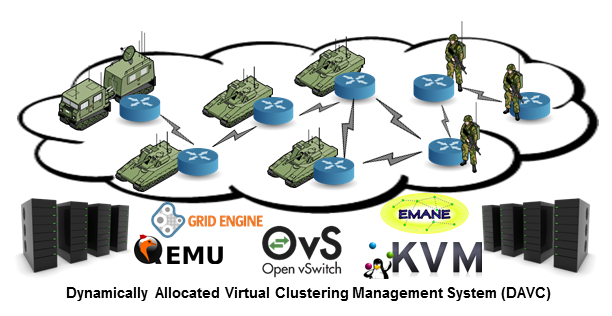 GRID ENGINE
EMANE
QEMU
OvS
Open vSwitch
KVM
Dynamically Allocated Virtual Clustering Management System (DAVC)